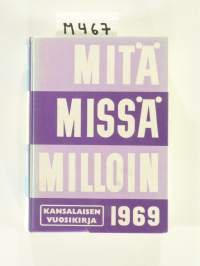 M467
MITÄ
MISSÄ
MILLOIN
KANSALAISEN
VUOSIKIRJA
1969